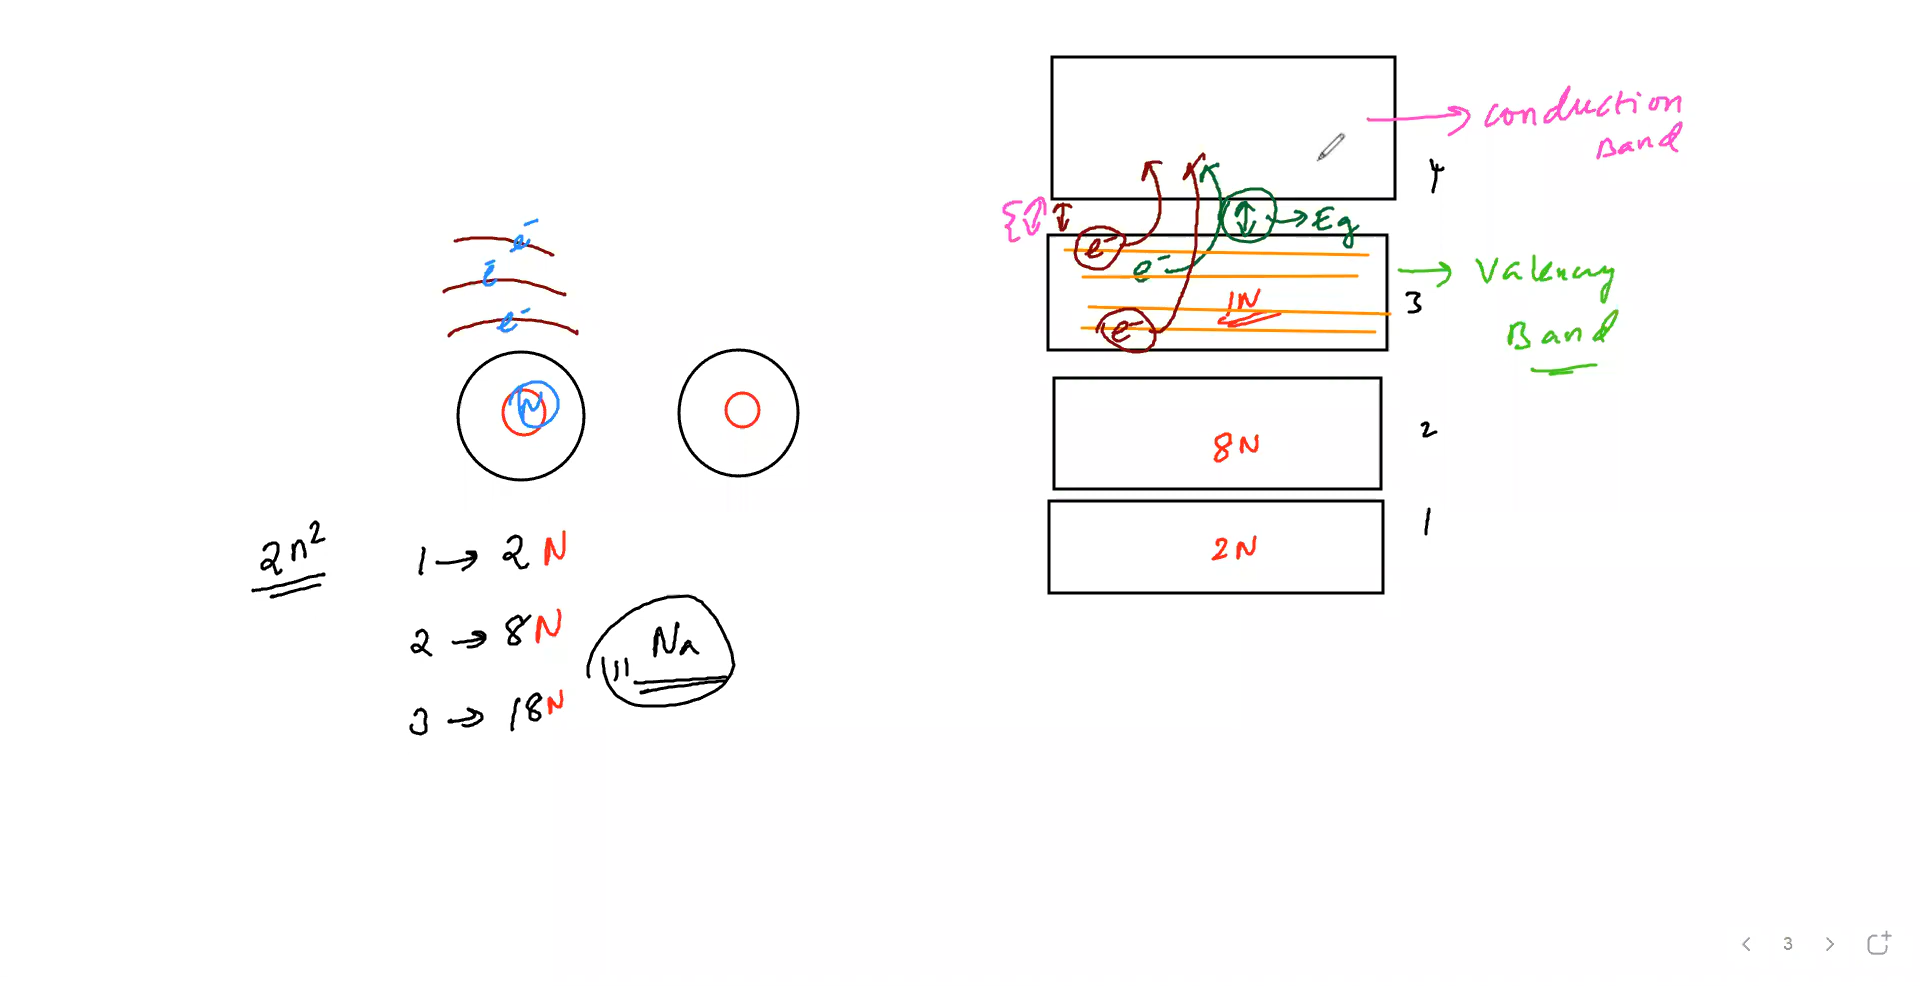 conduction
Band
4
Eg
e-
e-
e-
Valency
Band
3
1N
e-
e-
e-
N
8N
2
2N
1
2n²
1 → 2N
2 → 8N
3 → 18N
Na
3